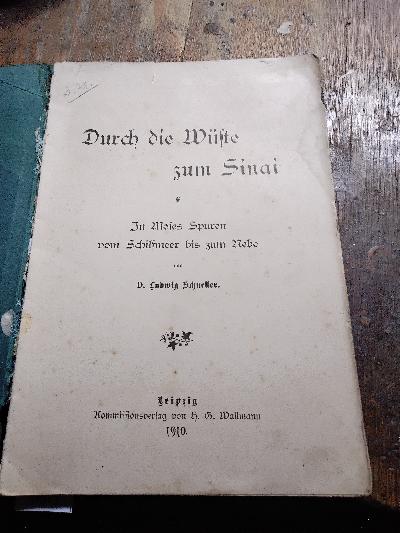 Durch die Wüste
zum Sinai
In Moses Spuren
vom Schilfmeer bis zum Nebo
von
D. Ludwig Schneller.
Leipzig
Kommissionsverlag von H. G. Wallmann
1910.